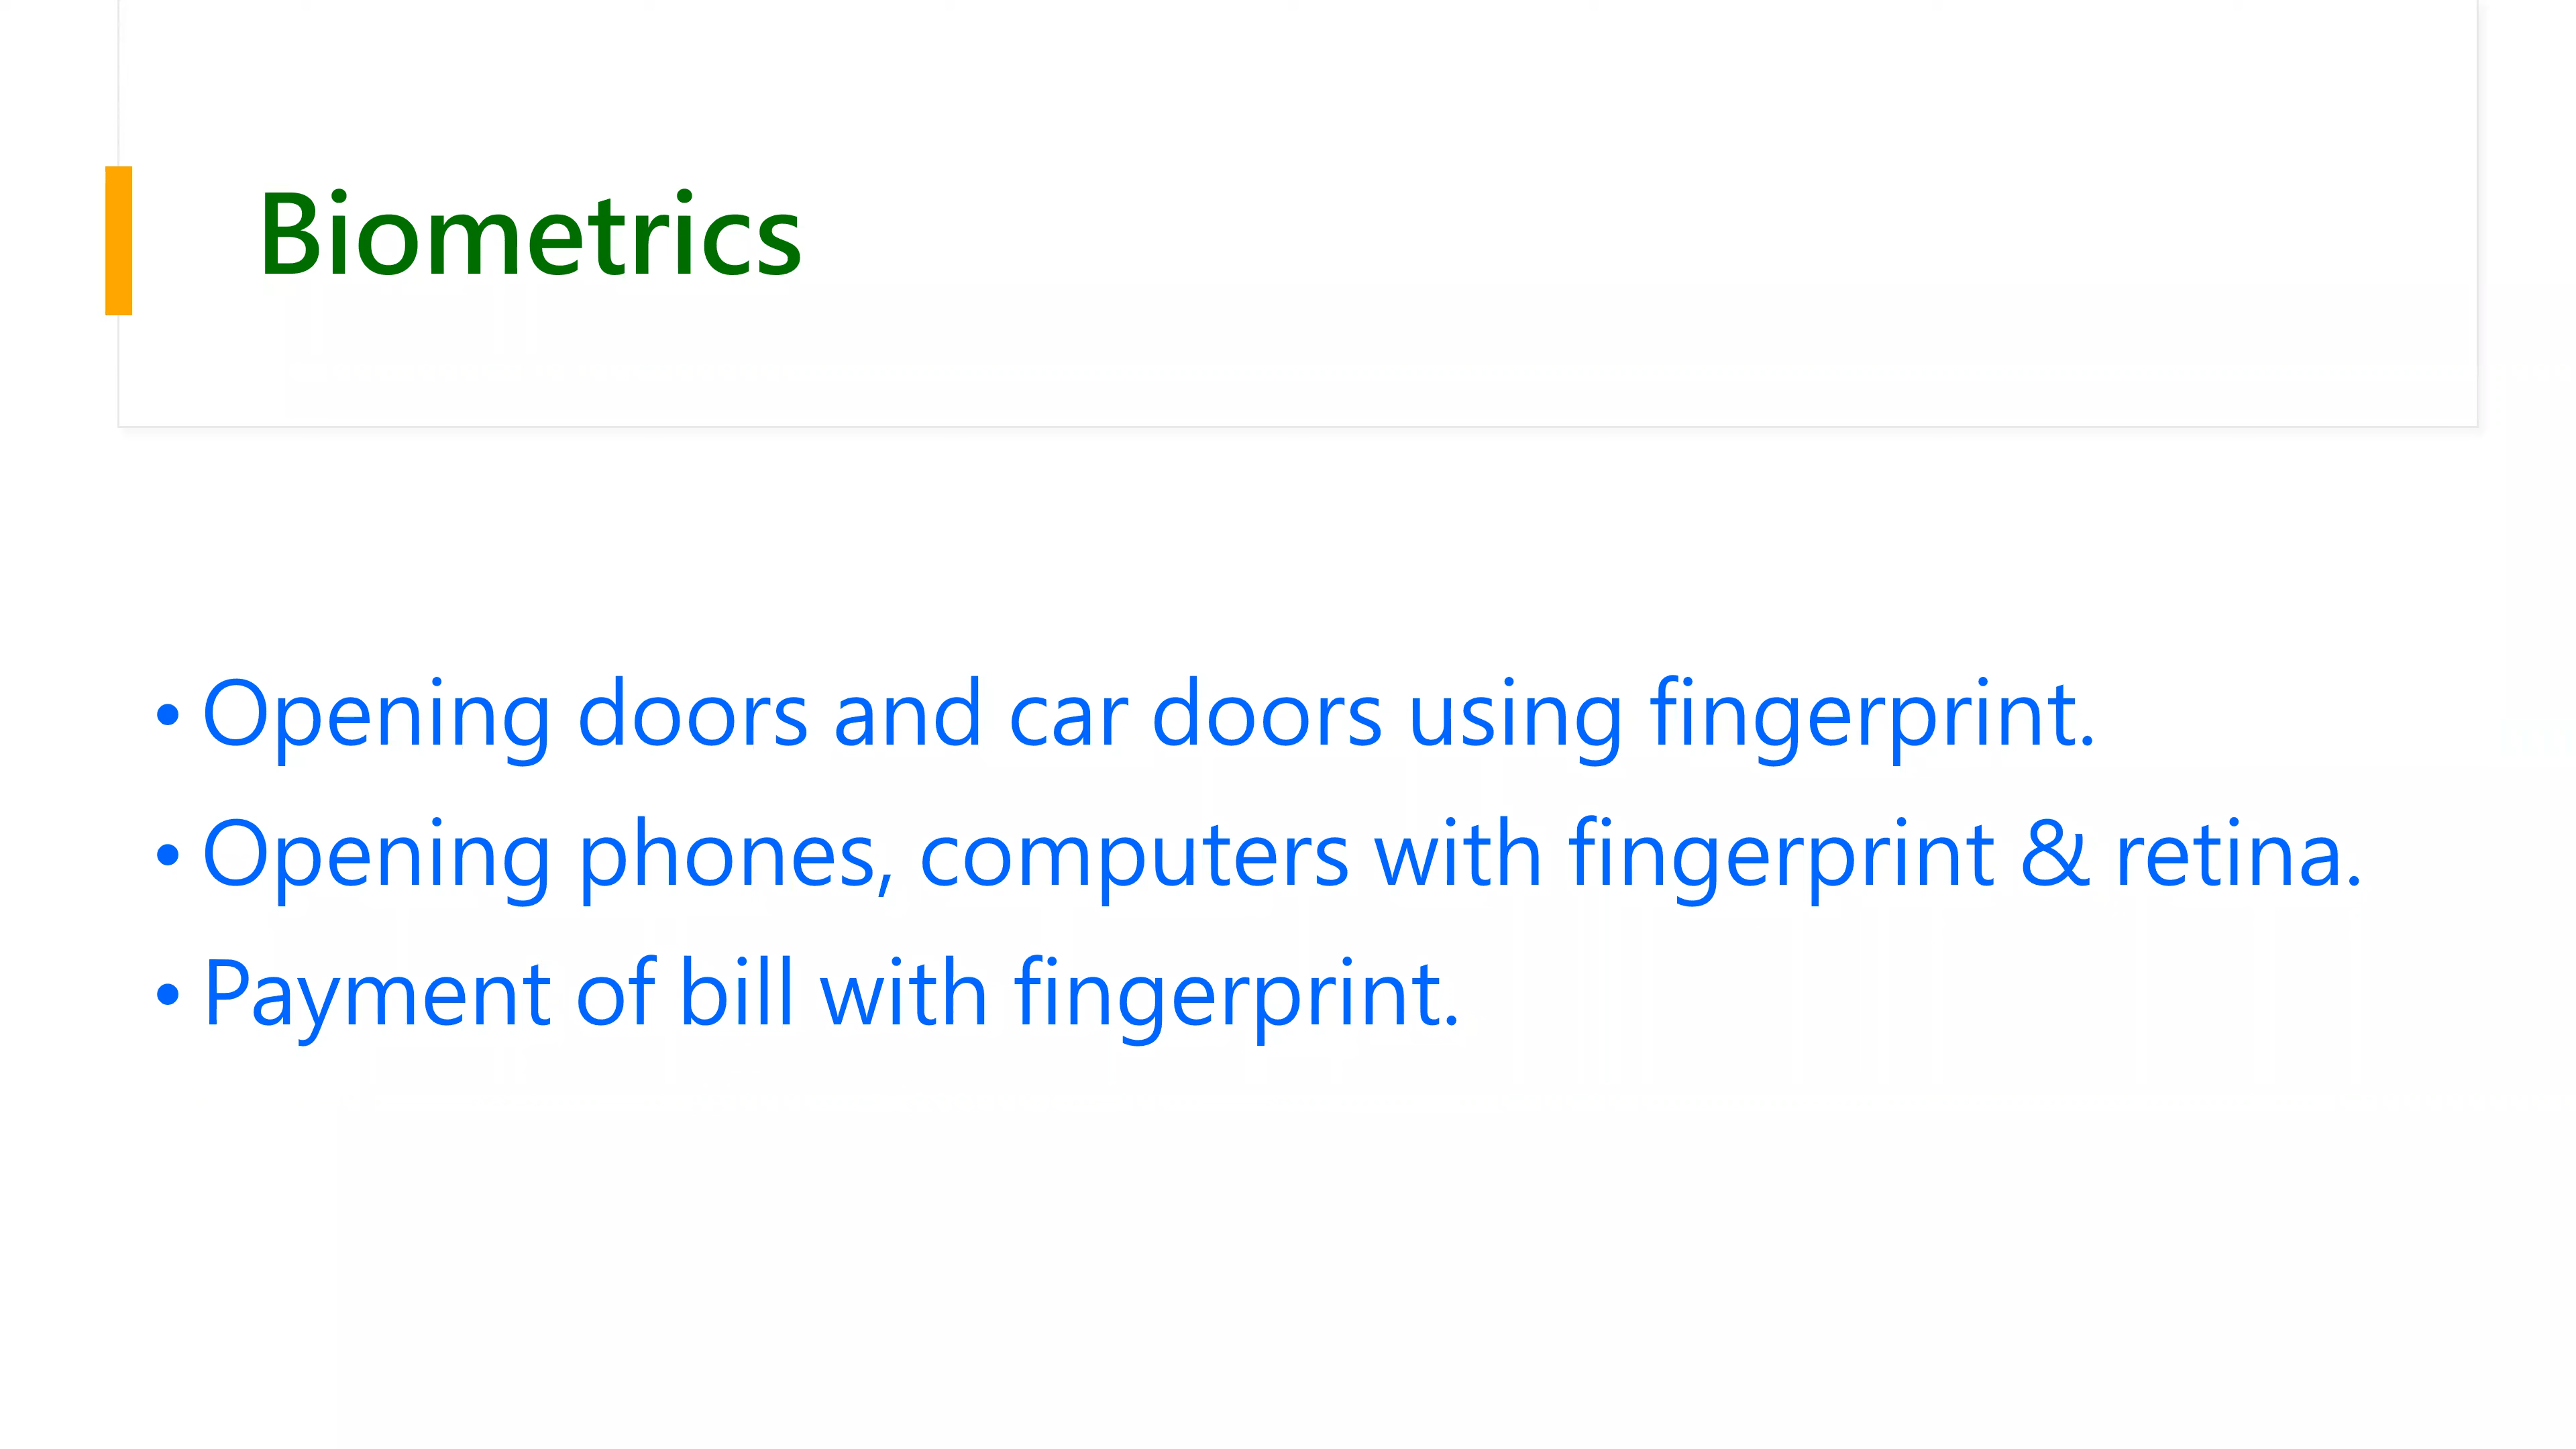 Biometrics
• Opening doors and car doors using fingerprint.
• Opening phones, computers with fingerprint & retina.
• Payment of bill with fingerprint.